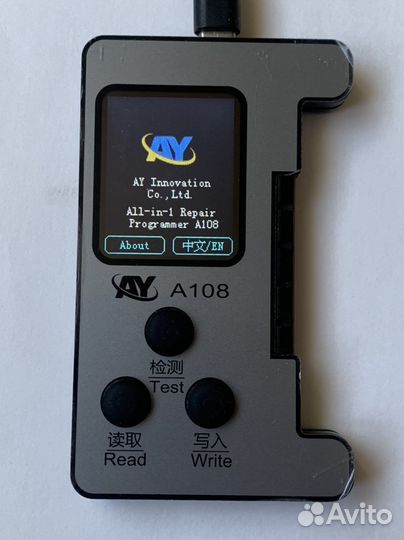 AY
AY Innovation
Co.,Ltd.
All-in-1 Repair
Programmer A108
About
中文/EN
AY A108
检测
Test
读取
Read
写入
Write
Avito